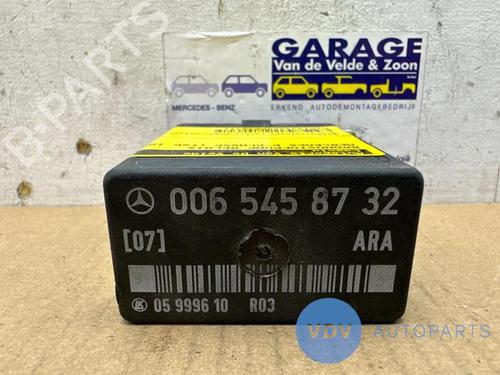 GARAGE
Van de Velde & Zoon
MERCEDES - BENZ
ERKEND AUTODEMONTAGEBEDRIJF
006 545 87 32
[07] ARA
LK 05 9996 10 R03
VDV AUTOPARTS